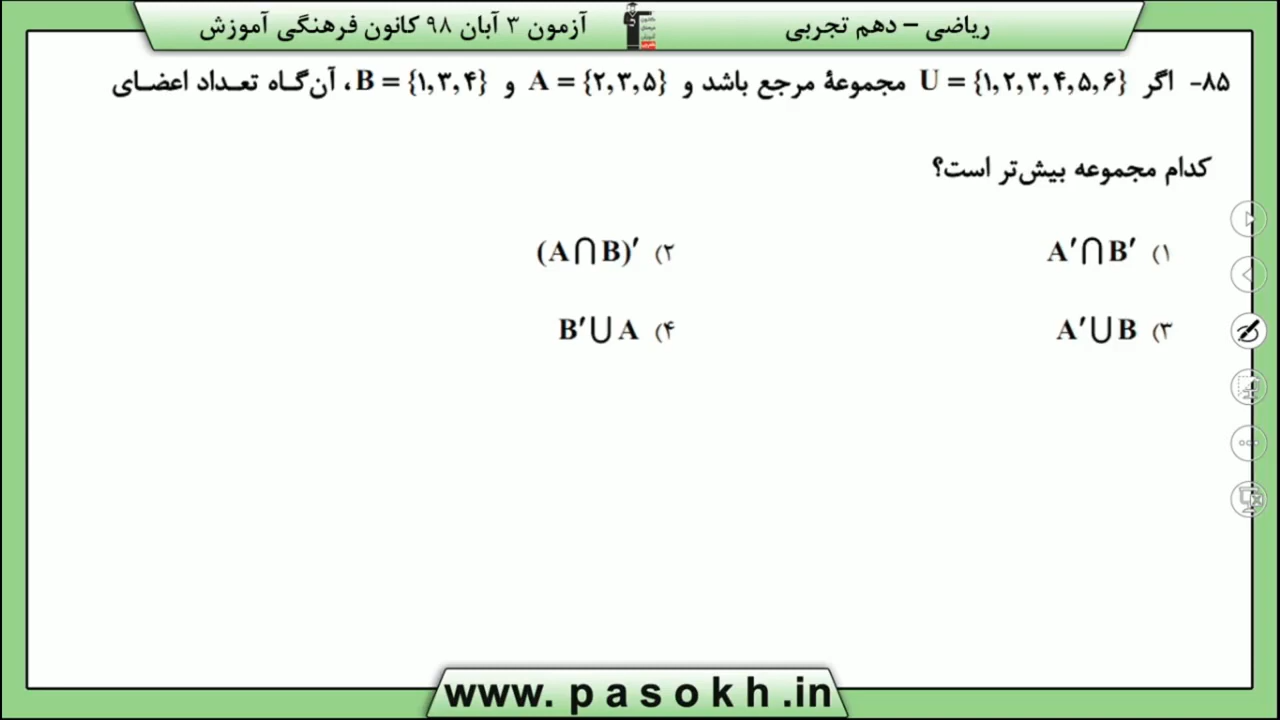 ریاضی – دهم تجربی آزمون ۳ آبان ۹۸ کانون فرهنگی آموزش
۸۵- اگر U = {۱,۲,۳,۴,۵,۶} مجموعهٔ مرجع باشد و A = {۲,۳,۵} و B = {۱,۳,۴}، آن‌گاه تعداد اعضای
کدام مجموعه بیش‌تر است؟
۱) A′∩B′ ۲) (A∩B)′
۳) A′∪B ۴) B′∪A
www. p a s o k h .in